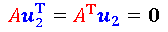 Au₂ᵀ = Aᵀu₂ = 0